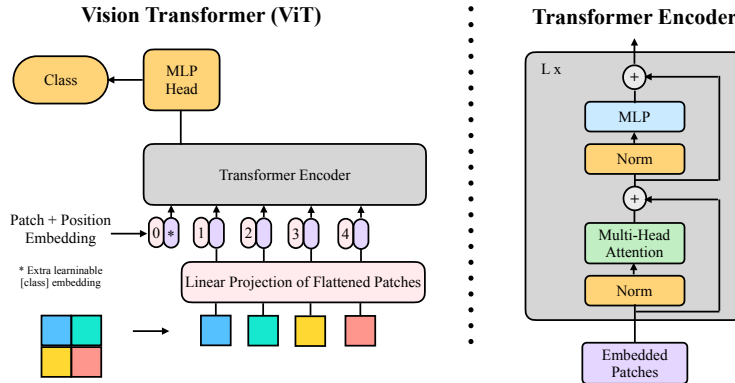 Vision Transformer (ViT)
Class
MLP
Head
Transformer Encoder
Patch + Position
Embedding
0 * 1 2 3 4
* Extra learninable
[class] embedding
Linear Projection of Flattened Patches
Transformer Encoder
L x
+
MLP
Norm
+
Multi-Head
Attention
Norm
Embedded
Patches